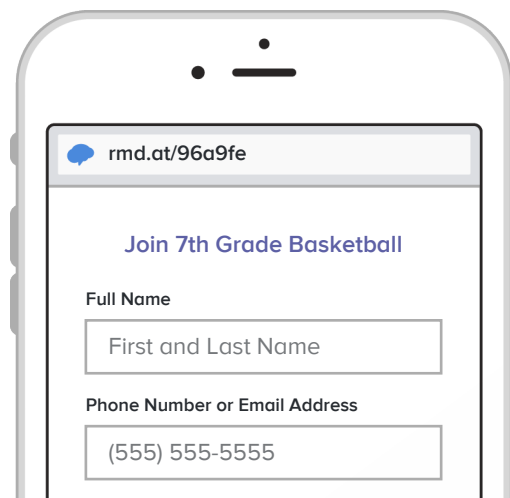 rmd.at/96a9fe
Join 7th Grade Basketball
Full Name
First and Last Name
Phone Number or Email Address
(555) 555-5555